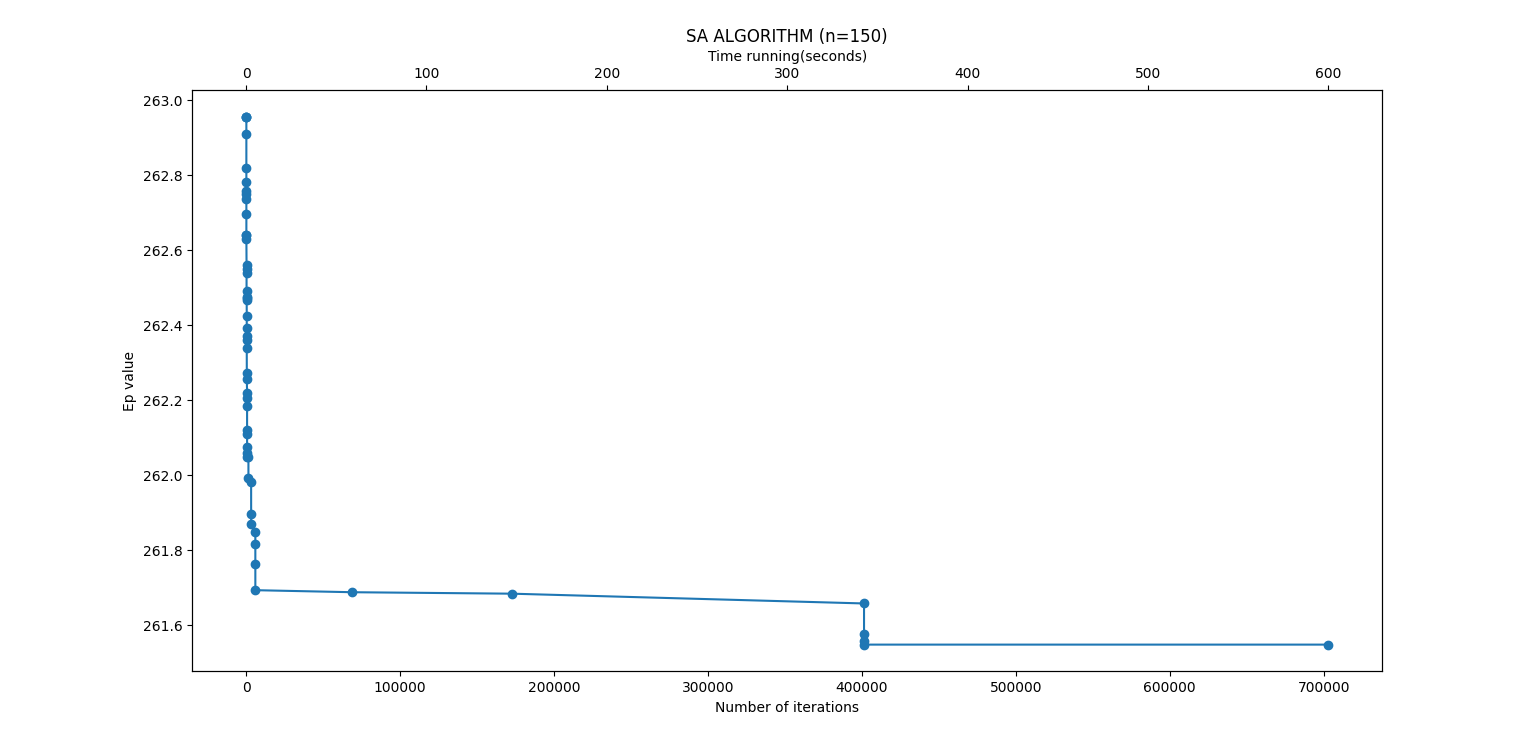 SA ALGORITHM (n=150)
Time running(seconds)
0 100 200 300 400 500 600
263.0
262.8
262.6
262.4
262.2
262.0
261.8
261.6
Ep value
0 100000 200000 300000 400000 500000 600000 700000
Number of iterations